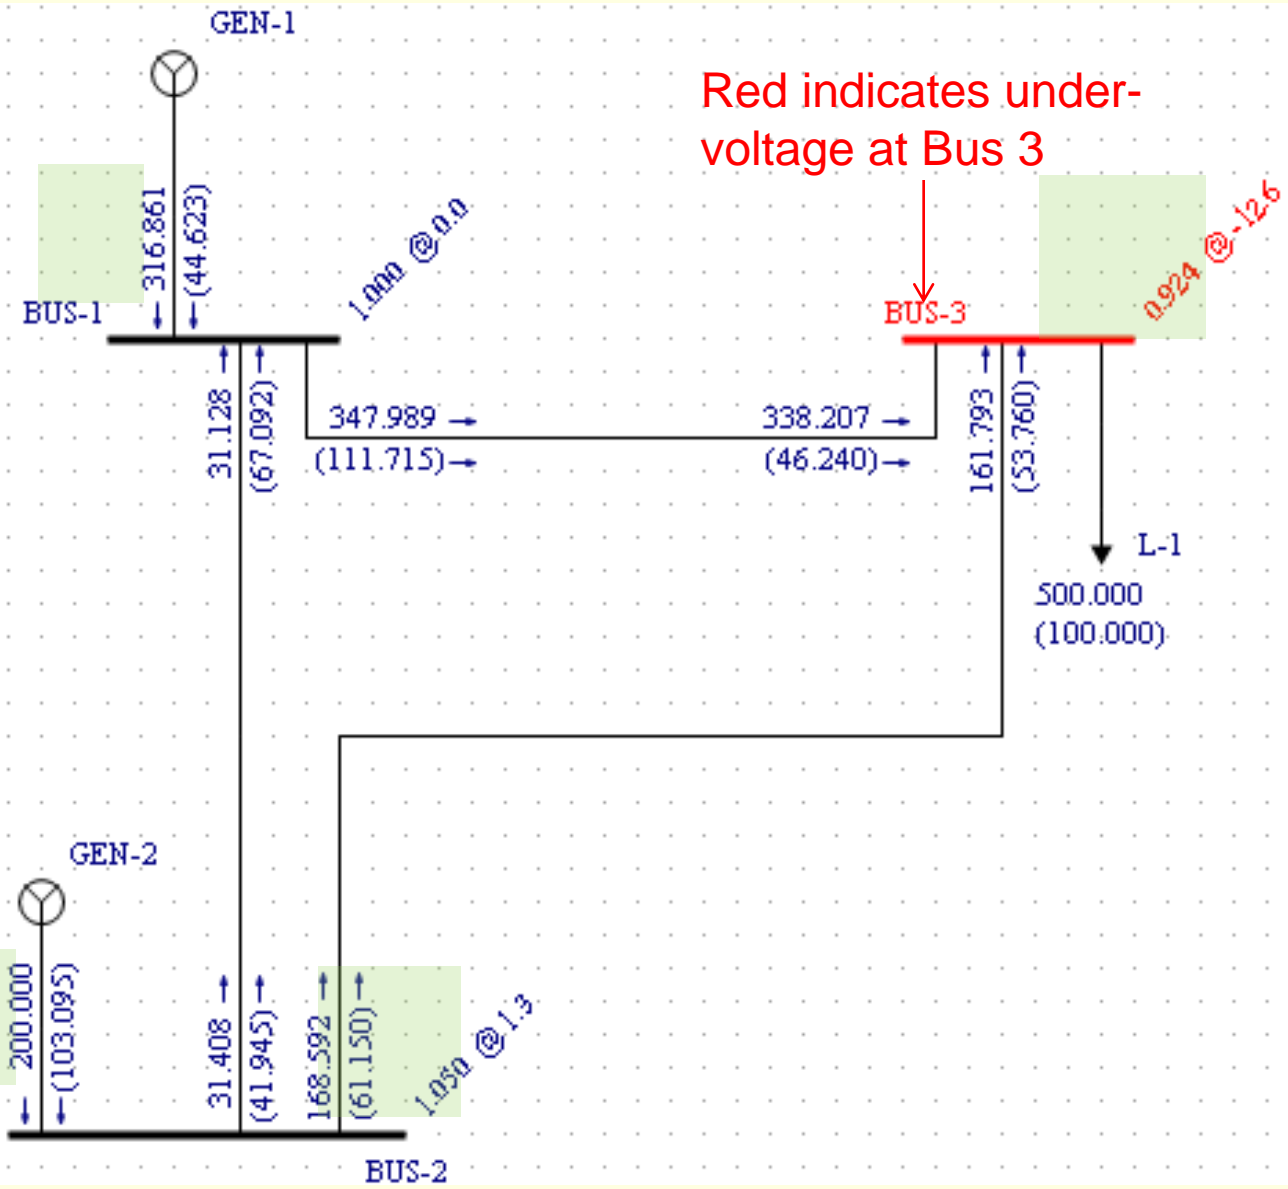 GEN-1
Red indicates under-
voltage at Bus 3
316.861
(44.623)
1.000 @0.0
0.924 @-12.6
BUS-1
BUS-3
31.128
(67.092)
347.989
(111.715)
338.207
(46.240)
161.793
(53.760)
L-1
500.000
(100.000)
GEN-2
200.000
(103.095)
31.408
(41.945)
168.592
(61.150)
1.050 @1.3
BUS-2